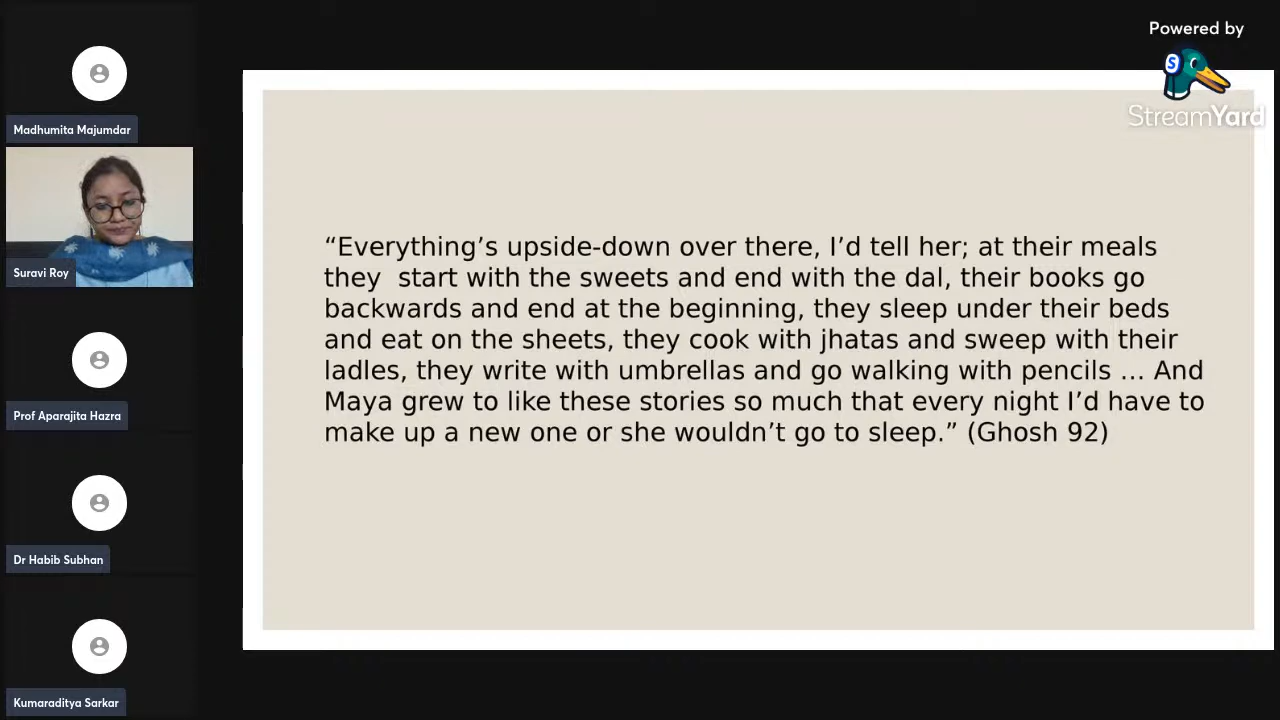 Powered by
StreamYard
Madhumita Majumdar
Suravi Roy
Prof Aparajita Hazra
Dr Habib Subhan
Kumaraditya Sarkar
“Everything’s upside-down over there, I’d tell her; at their meals
they  start with the sweets and end with the dal, their books go
backwards and end at the beginning, they sleep under their beds
and eat on the sheets, they cook with jhatas and sweep with their
ladles, they write with umbrellas and go walking with pencils … And
Maya grew to like these stories so much that every night I’d have to
make up a new one or she wouldn’t go to sleep.” (Ghosh 92)